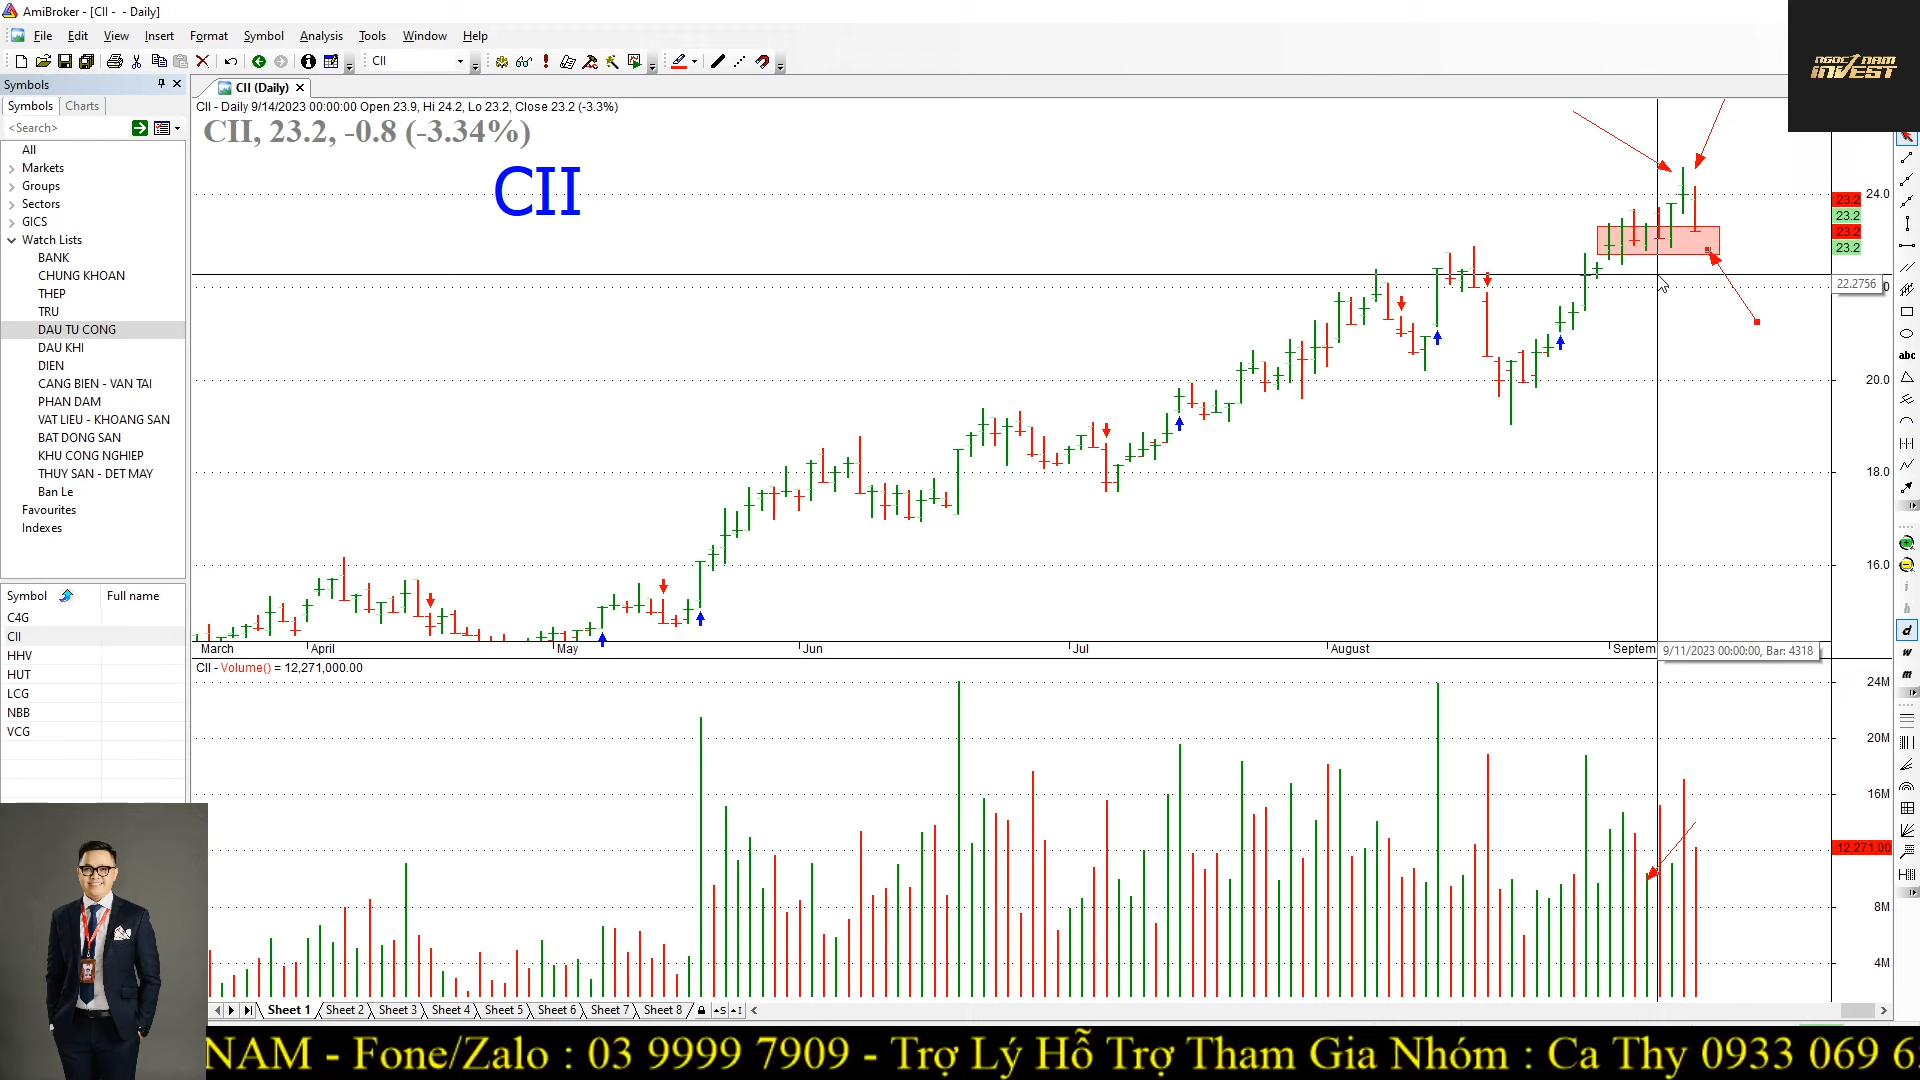 AmiBroker - [CII - - Daily]
File Edit View Insert Format Symbol Analysis Tools Window Help
CII
Symbols
Symbols Charts
<Search>
All
Markets
Groups
Sectors
GICS
Watch Lists
BANK
CHUNG KHOAN
THEP
TRU
DAU TU CONG
DAU KHI
DIEN
CANG BIEN - VAN TAI
PHAN DAM
VAT LIEU - KHOANG SAN
BAT DONG SAN
KHU CONG NGHIEP
THUY SAN - DET MAY
Ban Le
Favourites
Indexes
Symbol Full name
C4G
CII
HHV
HUT
LCG
NBB
VCG
CII (Daily)
CII - Daily 9/14/2023 00:00:00 Open 23.9, Hi 24.2, Lo 23.2, Close 23.2 (-3.3%)
CII, 23.2, -0.8 (-3.34%)
CII
NGOC NAM
INVEST
24.0
23.2
23.2
23.2
23.2
22.2756
20.0
18.0
16.0
March April May Jun Jul August Septem
9/11/2023 00:00:00, Bar: 4318
CII - Volume() = 12,271,000.00
24M
20M
16M
12,271,00
8M
4M
abc
i
h
d
w
m
Sheet 1 Sheet 2 Sheet 3 Sheet 4 Sheet 5 Sheet 6 Sheet 7 Sheet 8
NAM - Fone/Zalo : 03 9999 7909 - Trợ Lý Hỗ Trợ Tham Gia Nhóm : Ca Thy 0933 069 6